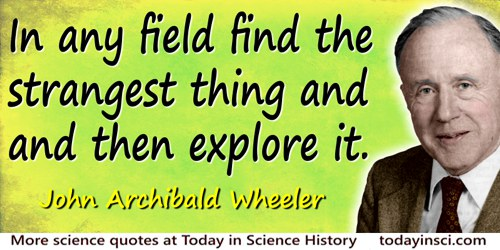 In any field find the
strangest thing and
and then explore it.
John Archibald Wheeler
More science quotes at Today in Science History todayinsci.com